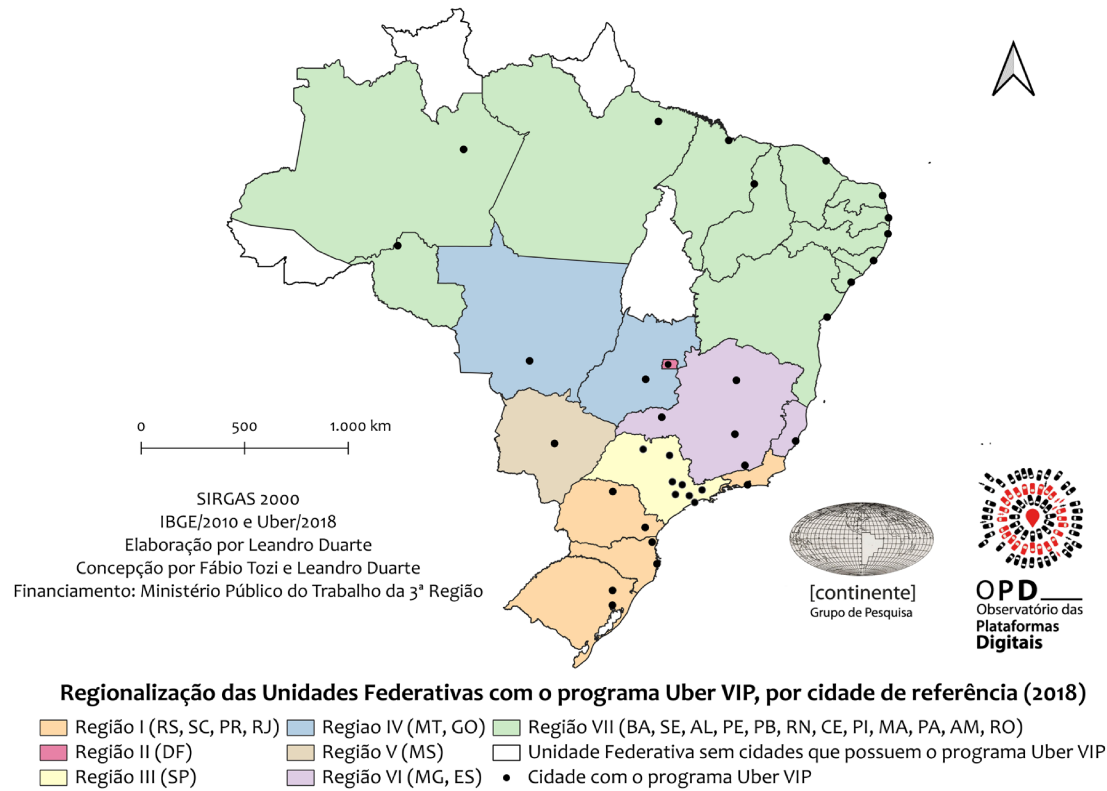 0 500 1.000 km
SIRGAS 2000
IBGE/2010 e Uber/2018
Elaboração por Leandro Duarte
Concepção por Fábio Tozi e Leandro Duarte
Financiamento: Ministério Público do Trabalho da 3ª Região
[continente]
Grupo de Pesquisa
OPD
Observatório das
Plataformas
Digitais
Regionalização das Unidades Federativas com o programa Uber VIP, por cidade de referência (2018)
Região I (RS, SC, PR, RJ)
Região II (DF)
Região III (SP)
Regiao IV (MT, GO)
Região V (MS)
Região VI (MG, ES)
Região VII (BA, SE, AL, PE, PB, RN, CE, PI, MA, PA, AM, RO)
Unidade Federativa sem cidades que possuem o programa Uber VIP
Cidade com o programa Uber VIP